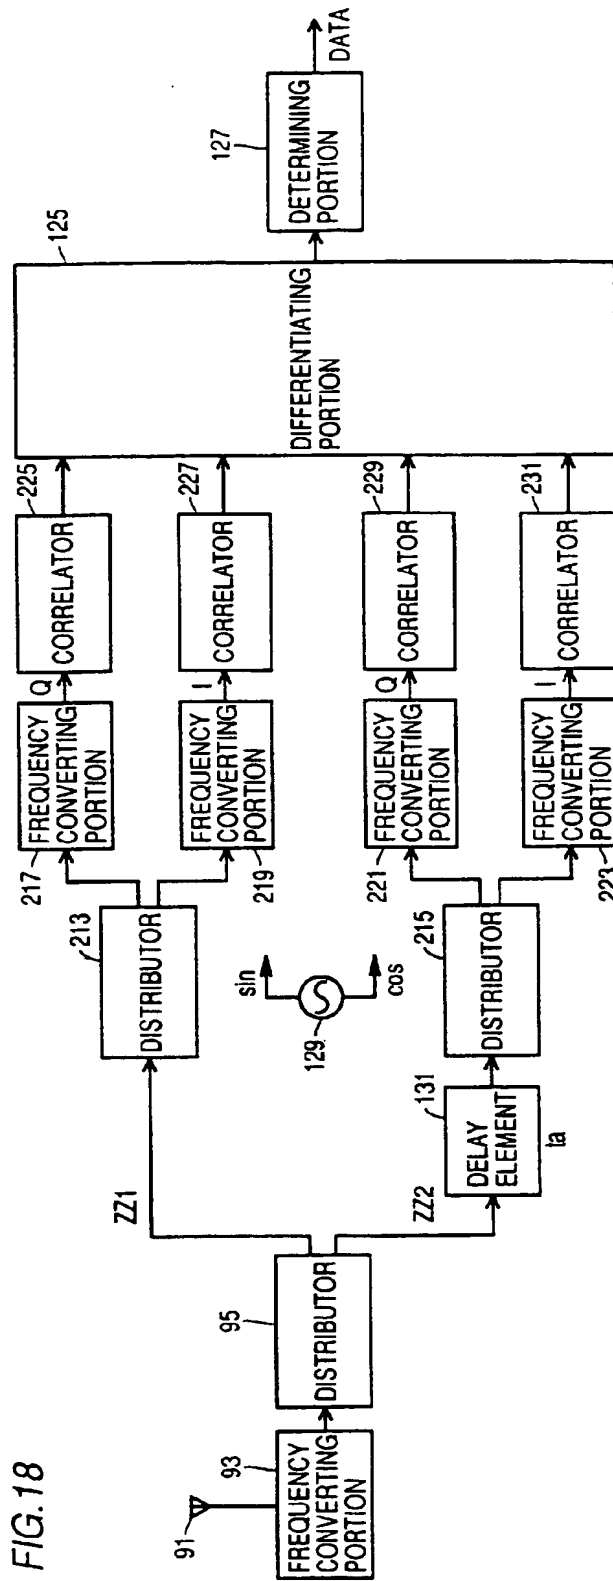 FIG.18
91
93
FREQUENCY
CONVERTING
PORTION
95
DISTRIBUTOR
ZZ1
ZZ2
131
DELAY
ELEMENT
ta
129
sin
cos
213
DISTRIBUTOR
215
DISTRIBUTOR
217
FREQUENCY
CONVERTING
PORTION
Q
225
CORRELATOR
219
FREQUENCY
CONVERTING
PORTION
I
227
CORRELATOR
221
FREQUENCY
CONVERTING
PORTION
Q
229
CORRELATOR
223
FREQUENCY
CONVERTING
PORTION
I
231
CORRELATOR
125
DIFFERENTIATING
PORTION
127
DETERMINING
PORTION
DATA